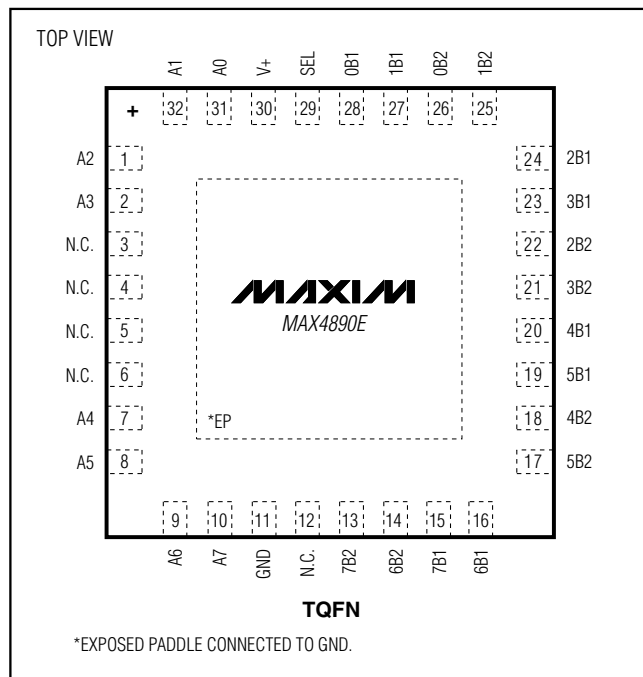 TOP VIEW
A1 A0 V+ SEL 0B1 1B1 0B2 1B2
+ 32 31 30 29 28 27 26 25
A2 1 24 2B1
A3 2 23 3B1
N.C. 3 22 2B2
N.C. 4 21 3B2
N.C. 5 20 4B1
N.C. 6 19 5B1
A4 7 18 4B2
A5 8 17 5B2
MAXIM
MAX4890E
*EP
9 10 11 12 13 14 15 16
A6 A7 GND N.C. 7B2 6B2 7B1 6B1
TQFN
*EXPOSED PADDLE CONNECTED TO GND.